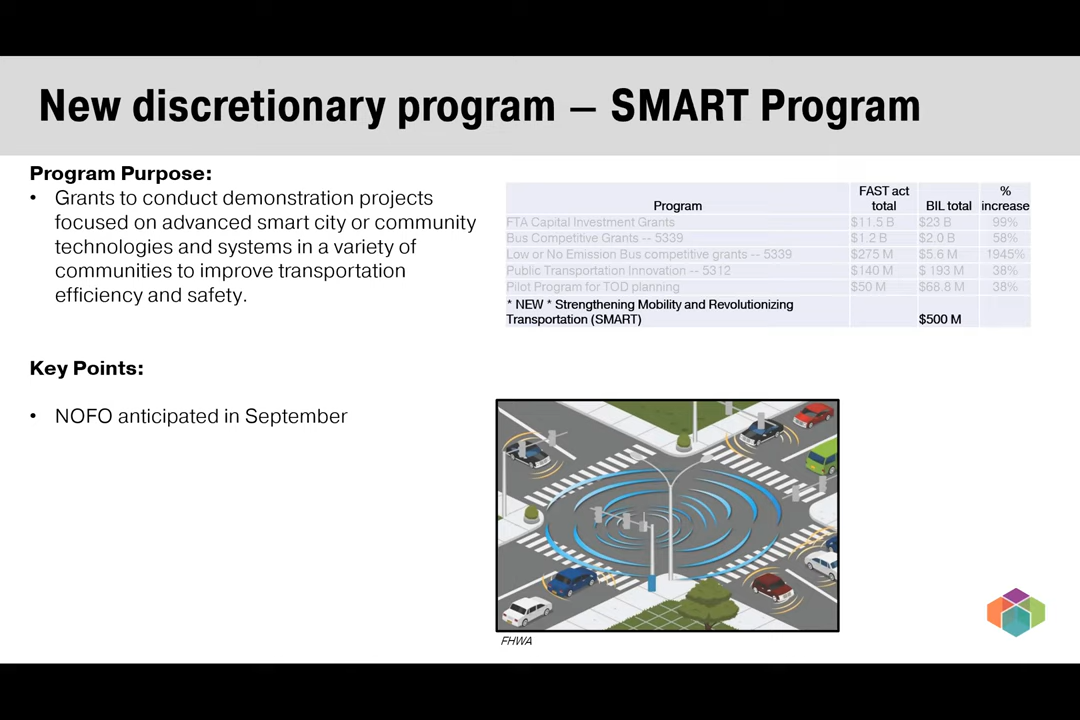 New discretionary program – SMART Program
Program Purpose:
• Grants to conduct demonstration projects
focused on advanced smart city or community
technologies and systems in a variety of
communities to improve transportation
efficiency and safety.
Key Points:
• NOFO anticipated in September
Program FAST act total BIL total % increase
FTA Capital Investment Grants $11.5 B $23 B 99%
Bus Competitive Grants -- 5339 $1.2 B $2.0 B 58%
Low or No Emission Bus competitive grants -- 5339 $275 M $5.6 M 1945%
Public Transportation Innovation -- 5312 $140 M $ 193 M 38%
Pilot Program for TOD planning $50 M $68.8 M 38%
* NEW * Strengthening Mobility and Revolutionizing
Transportation (SMART) $500 M
FHWA